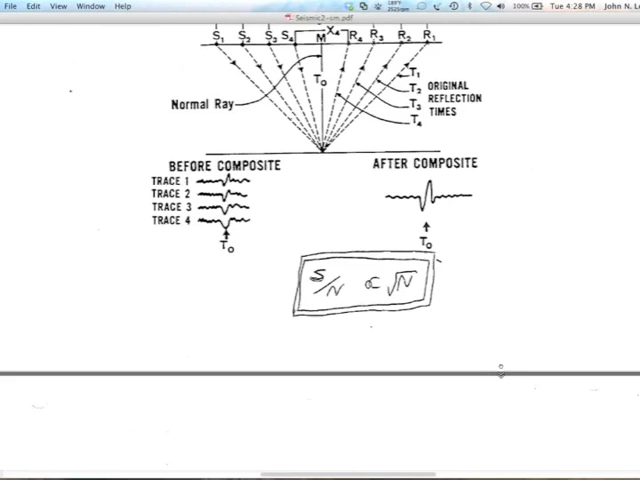 File Edit View Window Help
100% Tue 4:28 PM John N. L
Seismic2-sm.pdf
S1 S2 S3 S4 M X4 R4 R3 R2 R1
T0
Normal Ray
T1
T2 ORIGINAL
T3 REFLECTION
T4 TIMES
BEFORE COMPOSITE
AFTER COMPOSITE
TRACE 1
TRACE 2
TRACE 3
TRACE 4
T0
T0
S/N ∝ √N